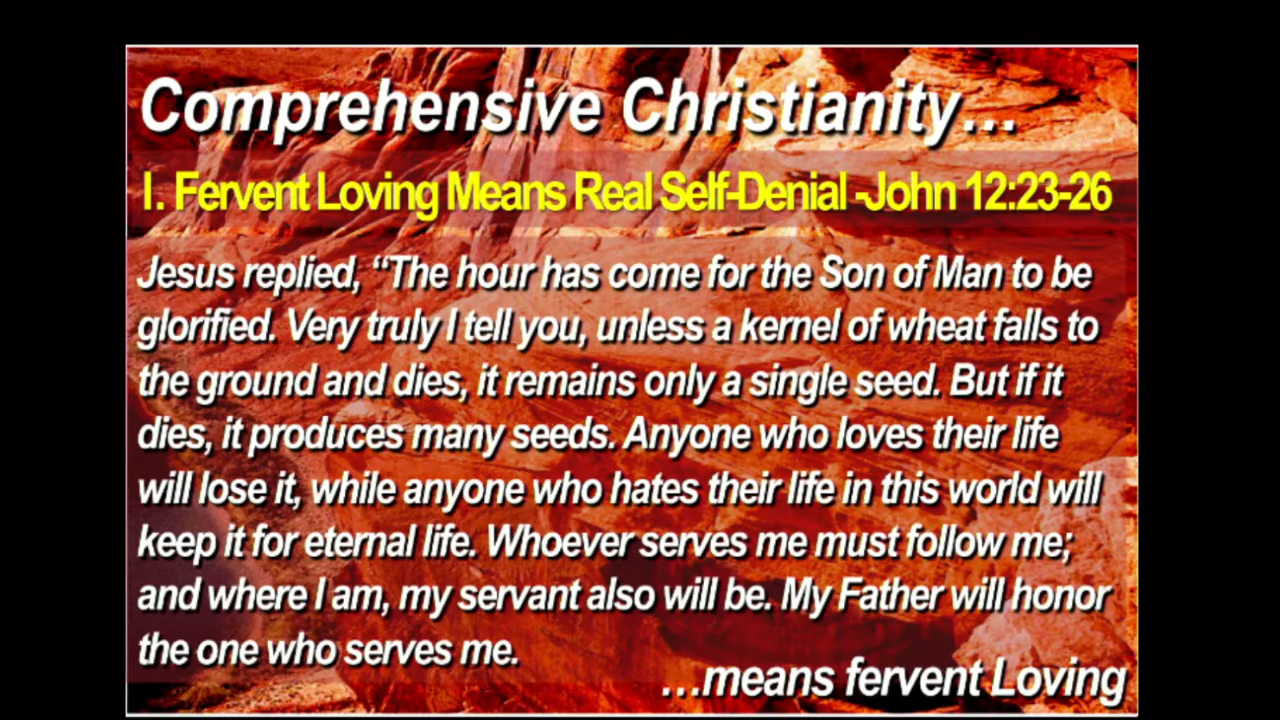 Comprehensive Christianity...
I. Fervent Loving Means Real Self-Denial -John 12:23-26
Jesus replied, “The hour has come for the Son of Man to be
glorified. Very truly I tell you, unless a kernel of wheat falls to
the ground and dies, it remains only a single seed. But if it
dies, it produces many seeds. Anyone who loves their life
will lose it, while anyone who hates their life in this world will
keep it for eternal life. Whoever serves me must follow me;
and where I am, my servant also will be. My Father will honor
the one who serves me.
...means fervent Loving